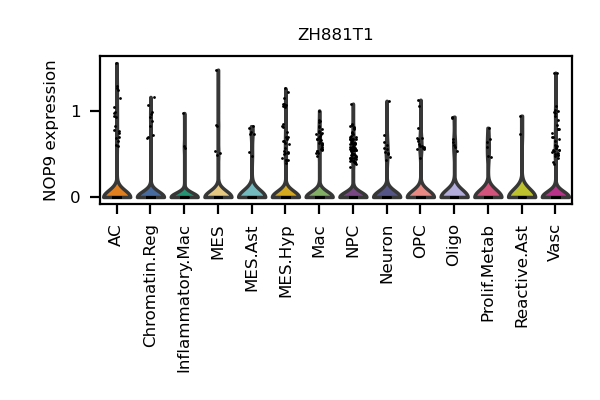 ZH881T1
NOP9 expression
1
0
AC
Chromatin.Reg
Inflammatory.Mac
MES
MES.Ast
MES.Hyp
Mac
NPC
Neuron
OPC
Oligo
Prolif.Metab
Reactive.Ast
Vasc